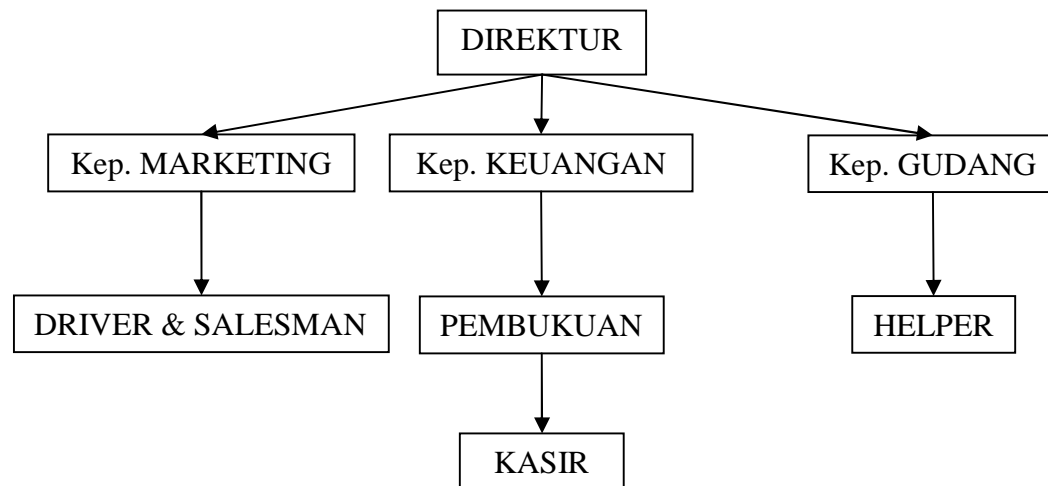 DIREKTUR
Kep. MARKETING
Kep. KEUANGAN
Kep. GUDANG
DRIVER & SALESMAN
PEMBUKUAN
HELPER
KASIR